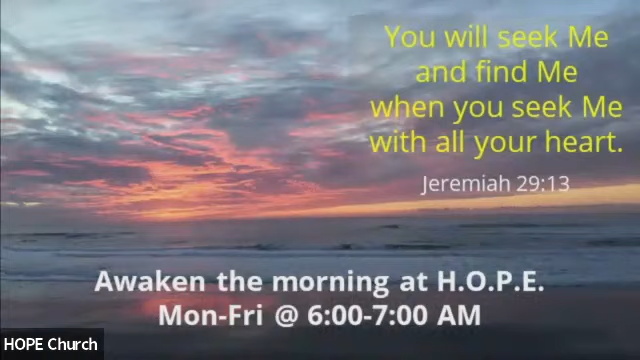 You will seek Me
and find Me
when you seek Me
with all your heart.
Jeremiah 29:13
Awaken the morning at H.O.P.E.
Mon-Fri @ 6:00-7:00 AM
HOPE Church